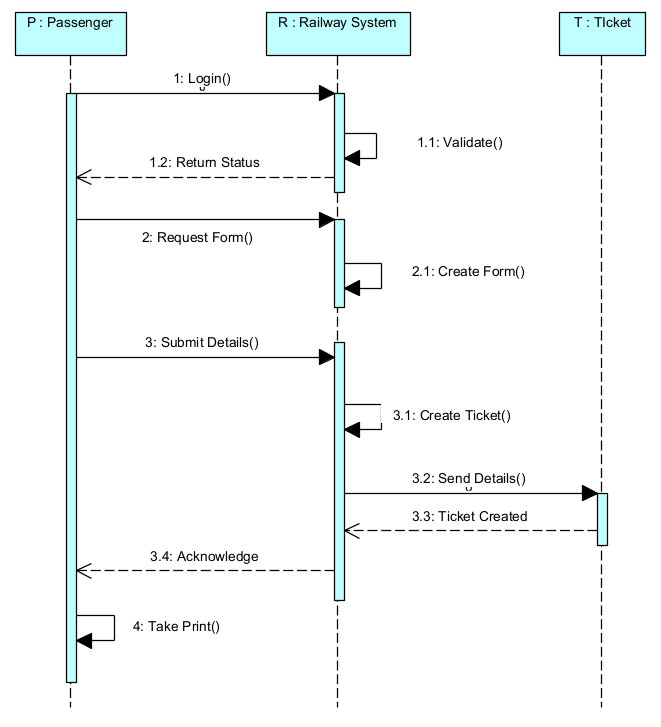 P : Passenger
R : Railway System
T : TIcket
1: Login()
1.1: Validate()
1.2: Return Status
2: Request Form()
2.1: Create Form()
3: Submit Details()
3.1: Create Ticket()
3.2: Send Details()
3.3: Ticket Created
3.4: Acknowledge
4: Take Print()